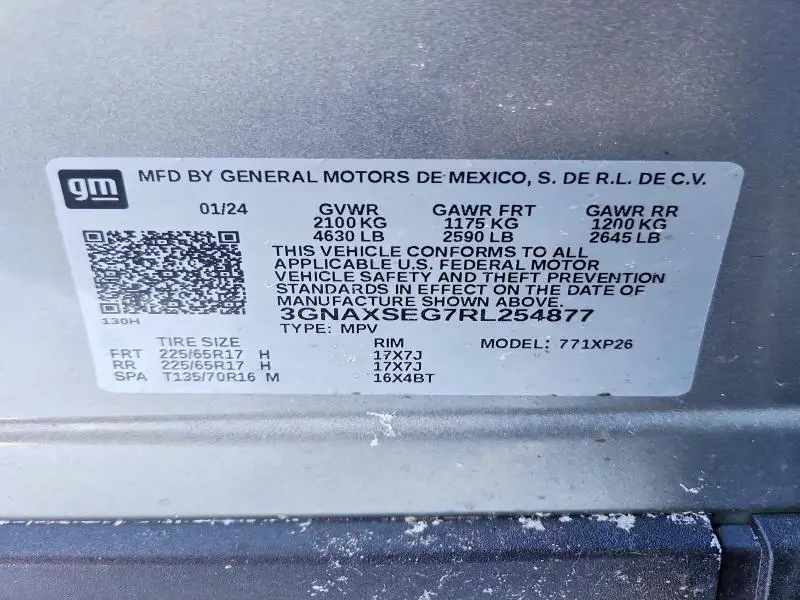 gm MFD BY GENERAL MOTORS DE MEXICO, S. DE R.L. DE C.V.
01/24 GVWR GAWR FRT GAWR RR
2100 KG 1175 KG 1200 KG
4630 LB 2590 LB 2645 LB
THIS VEHICLE CONFORMS TO ALL
APPLICABLE U.S. FEDERAL MOTOR
VEHICLE SAFETY AND THEFT PREVENTION
STANDARDS IN EFFECT ON THE DATE OF
MANUFACTURE SHOWN ABOVE.
130H
3GNAXSEG7RL254877
TYPE: MPV MODEL: 771XP26
TIRE SIZE RIM
FRT 225/65R17 H 17X7J
RR 225/65R17 H 17X7J
SPA T135/70R16 M 16X4BT